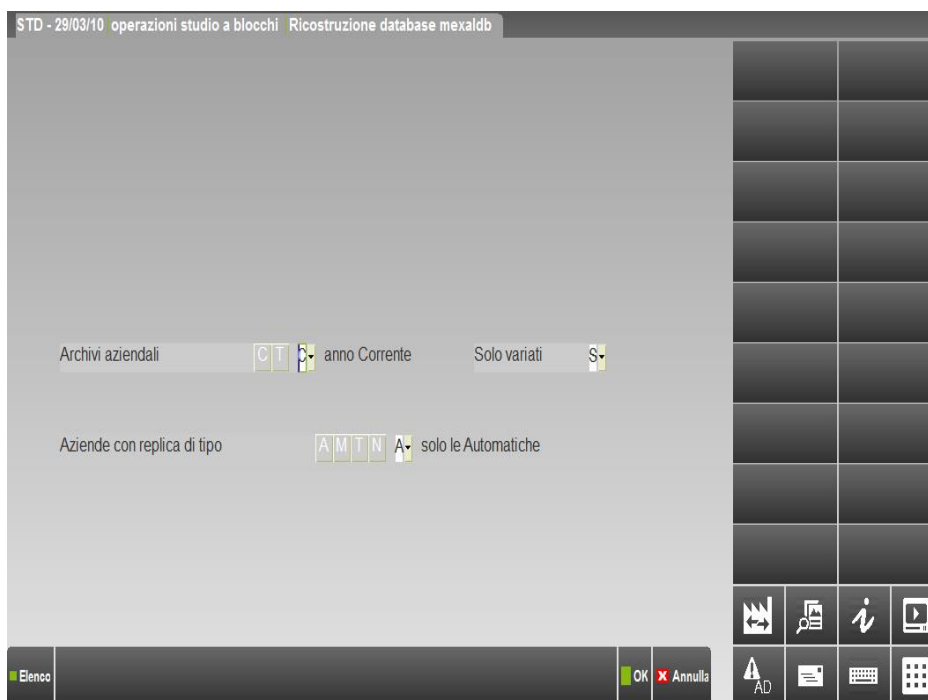 STD - 29/03/10 operazioni studio a blocchi Ricostruzione database mexaldb
Archivi aziendali C T C anno Corrente Solo variati S
Aziende con replica di tipo A M T N A solo le Automatiche
Elenco OK X Annulla
i
AD